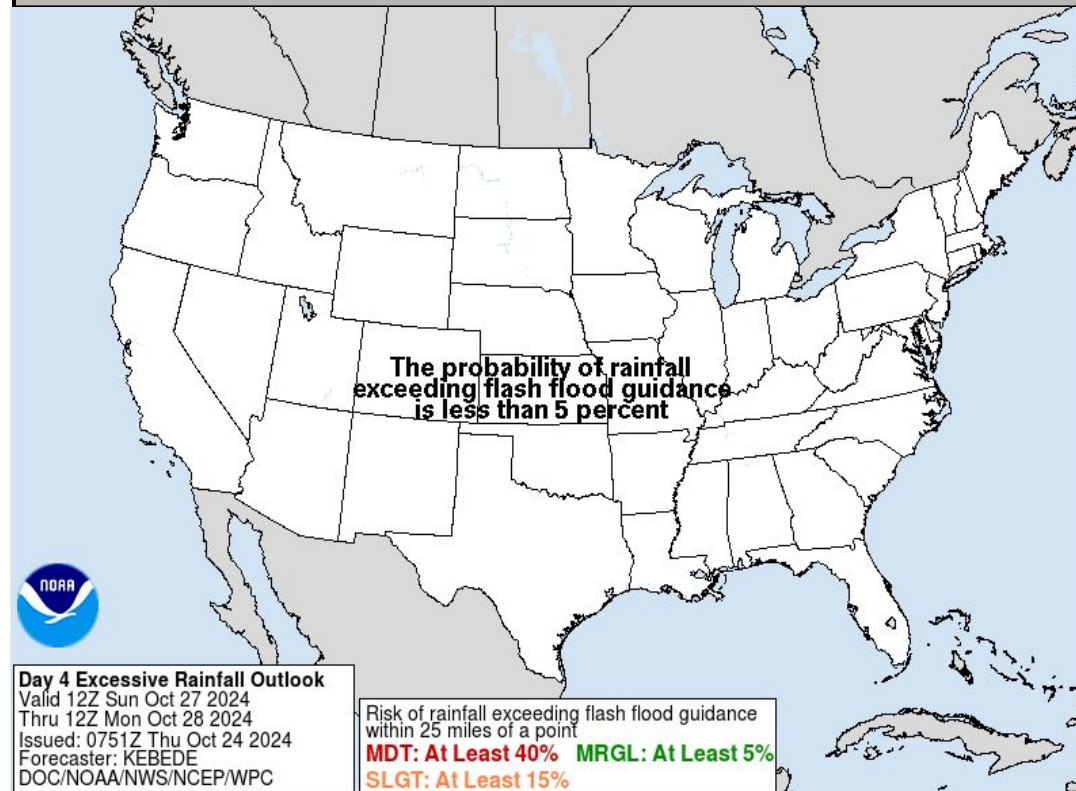 The probability of rainfall
exceeding flash flood guidance
is less than 5 percent
NOAA
Day 4 Excessive Rainfall Outlook
Valid 12Z Sun Oct 27 2024
Thru 12Z Mon Oct 28 2024
Issued: 0751Z Thu Oct 24 2024
Forecaster: KEBEDE
DOC/NOAA/NWS/NCEP/WPC
Risk of rainfall exceeding flash flood guidance
within 25 miles of a point
MDT: At Least 40% MRGL: At Least 5%
SLGT: At Least 15%